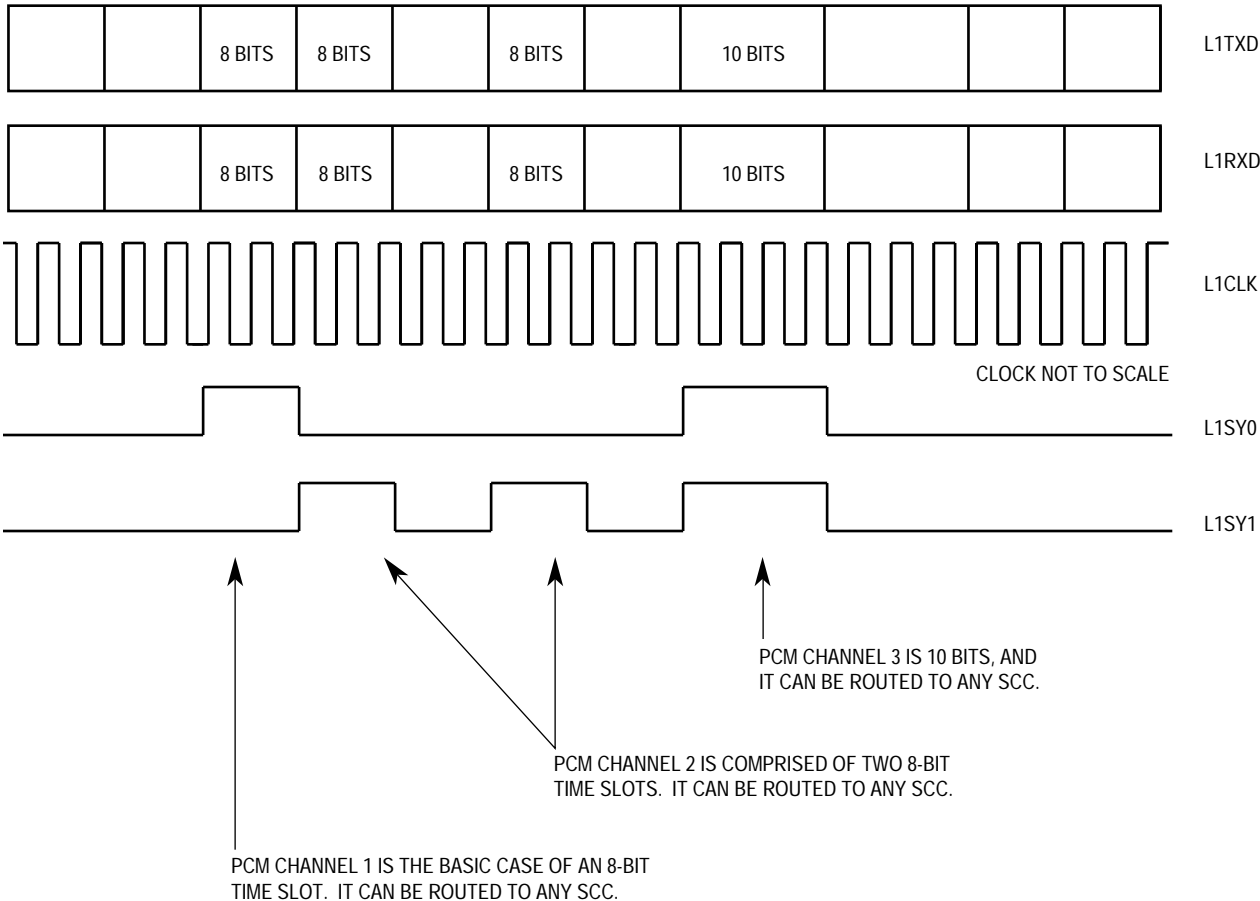 8 BITS 8 BITS 8 BITS 10 BITS L1TXD
8 BITS 8 BITS 8 BITS 10 BITS L1RXD
L1CLK
CLOCK NOT TO SCALE
L1SY0
L1SY1
PCM CHANNEL 3 IS 10 BITS, AND
IT CAN BE ROUTED TO ANY SCC.
PCM CHANNEL 2 IS COMPRISED OF TWO 8-BIT
TIME SLOTS. IT CAN BE ROUTED TO ANY SCC.
PCM CHANNEL 1 IS THE BASIC CASE OF AN 8-BIT
TIME SLOT. IT CAN BE ROUTED TO ANY SCC.